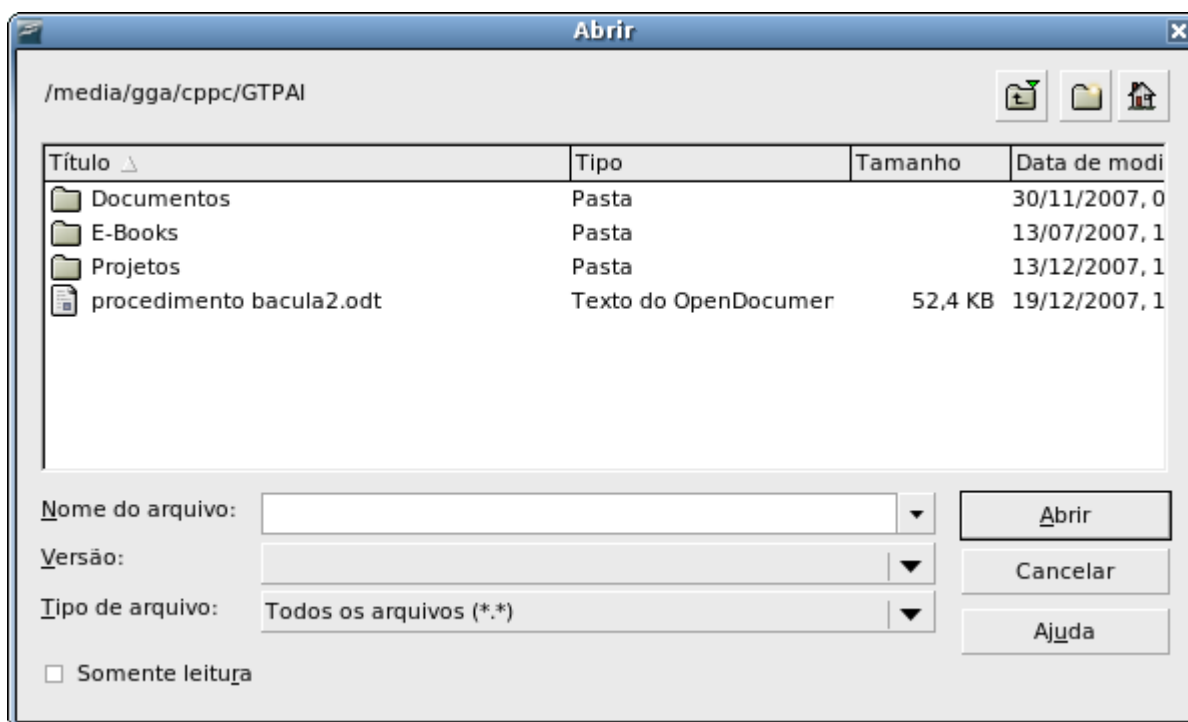 Abrir
/media/gga/cppc/GTPAI
Título Tipo Tamanho Data de modi
Documentos Pasta 30/11/2007, 0
E-Books Pasta 13/07/2007, 1
Projetos Pasta 13/12/2007, 1
procedimento bacula2.odt Texto do OpenDocumer 52,4 KB 19/12/2007, 1
Nome do arquivo: Abrir
Versão: Cancelar
Tipo de arquivo: Todos os arquivos (*.*)
Ajuda
Somente leitura